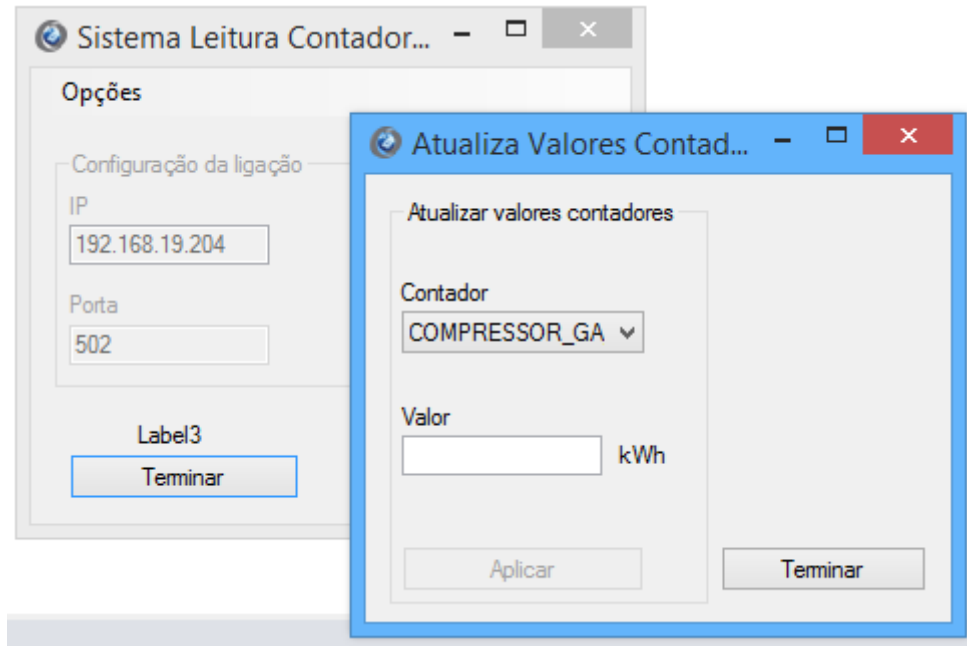 Sistema Leitura Contador...
Opções
Configuração da ligação
IP
192.168.19.204
Porta
502
Label3
Terminar
Atualiza Valores Contad...
Atualizar valores contadores
Contador
COMPRESSOR_GA
Valor
kWh
Aplicar
Terminar